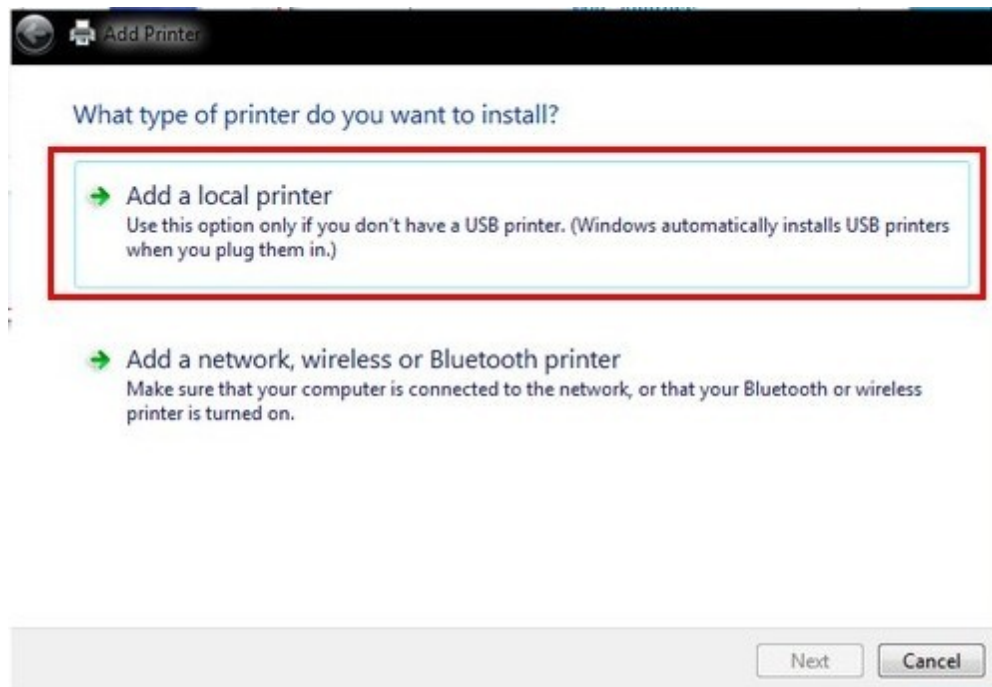 Add Printer
What type of printer do you want to install?
Add a local printer
Use this option only if you don't have a USB printer. (Windows automatically installs USB printers
when you plug them in.)
Add a network, wireless or Bluetooth printer
Make sure that your computer is connected to the network, or that your Bluetooth or wireless
printer is turned on.
Next
Cancel